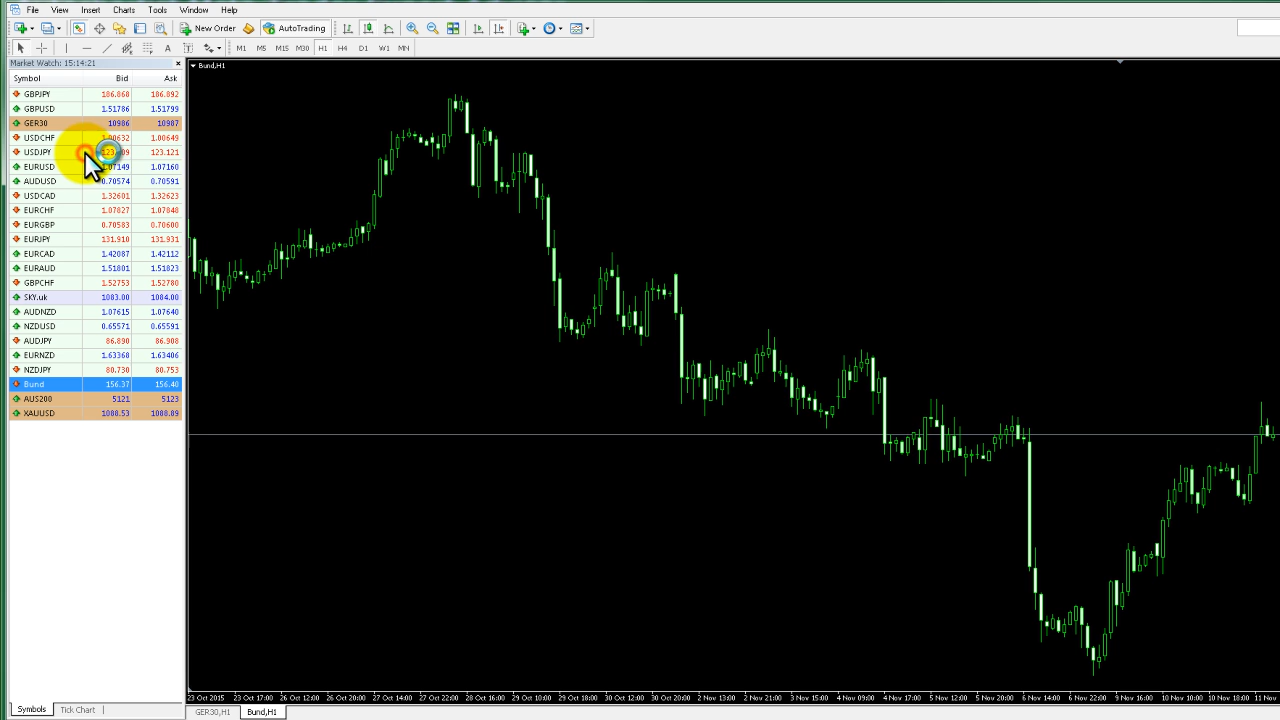 File View Insert Charts Tools Window Help
New Order AutoTrading
A T M1 M5 M15 M30 H1 H4 D1 W1 MN
Market Watch: 15:14:21
Symbol Bid Ask
GBPJPY 186.868 186.892
GBPUSD 1.51786 1.51799
GER30 10986 10987
USDCHF 1.00632 1.00649
USDJPY 123.121
EURUSD 1.07149 1.07160
AUDUSD 0.70574 0.70591
USDCAD 1.32601 1.32623
EURCHF 1.07827 1.07848
EURGBP 0.70583 0.70600
EURJPY 131.910 131.931
EURCAD 1.42087 1.42112
EURAUD 1.51801 1.51823
GBPCHF 1.52753 1.52780
SKY.uk 1083.00 1084.00
AUDNZD 1.07615 1.07640
NZDUSD 0.65571 0.65591
AUDJPY 86.890 86.908
EURNZD 1.63368 1.63406
NZDJPY 80.730 80.753
Bund 156.37 156.40
AUS200 5121 5123
XAUUSD 1088.53 1088.89
Symbols Tick Chart
Bund,H1
23 Oct 2015 23 Oct 17:00 26 Oct 12:00 26 Oct 20:00 27 Oct 14:00 27 Oct 22:00 28 Oct 16:00 29 Oct 10:00 29 Oct 18:00 30 Oct 12:00 30 Oct 20:00 2 Nov 13:00 2 Nov 21:00 3 Nov 15:00 4 Nov 09:00 4 Nov 17:00 5 Nov 12:00 5 Nov 20:00 6 Nov 14:00 6 Nov 22:00 9 Nov 16:00 10 Nov 10:00 10 Nov 18:00 11 Nov
GER30,H1 Bund,H1